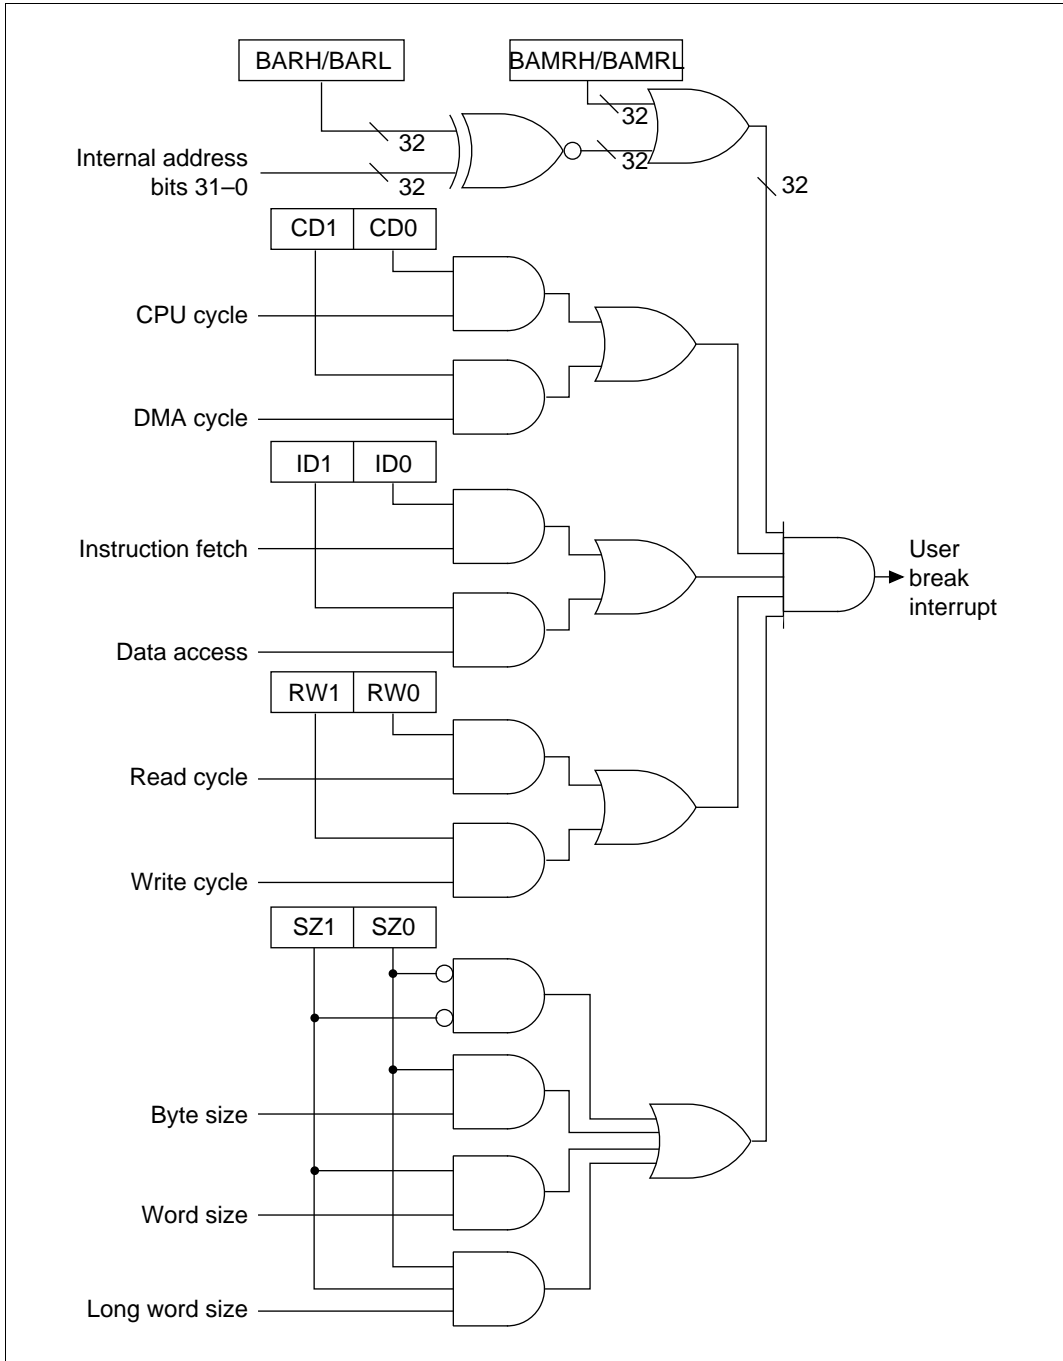 BARH/BARL
BAMRH/BAMRL
32
32
32
Internal address
bits 31–0
32
32
CD1 CD0
CPU cycle
DMA cycle
ID1 ID0
Instruction fetch
User
break
interrupt
Data access
RW1 RW0
Read cycle
Write cycle
SZ1 SZ0
Byte size
Word size
Long word size